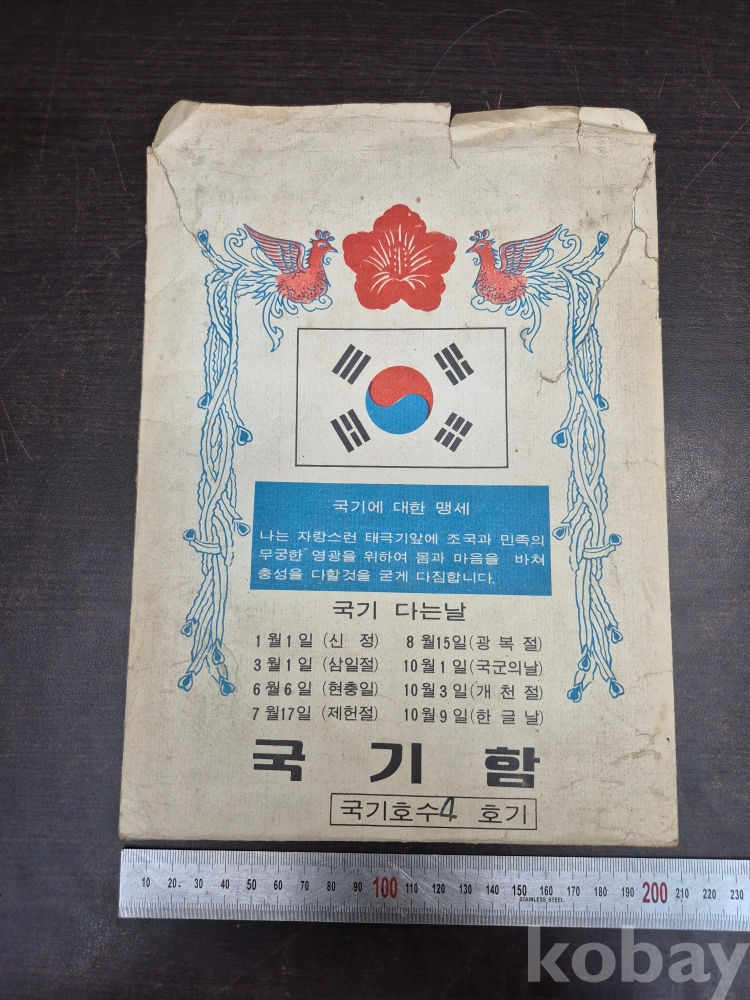 국기에 대한 맹세
나는 자랑스런 태극기앞에 조국과 민족의
무궁한 영광을 위하여 몸과 마음을 바쳐
충성을 다할것을 굳게 다짐합니다.
국기 다는날
1월1일 (신 정) 8월15일(광 복 절)
3월1일 (삼일절) 10월1일(국군의날)
6월6일 (현충일) 10월3일(개 천 절)
7월17일 (제헌절) 10월9일(한 글 날)
국 기 함
국기호수4 호기
10 20 30 40 50 60 70 80 90 100 110 120 130 140 150 160 170 180 190 200 210 220 230
STAINLESS STEEL
kobay